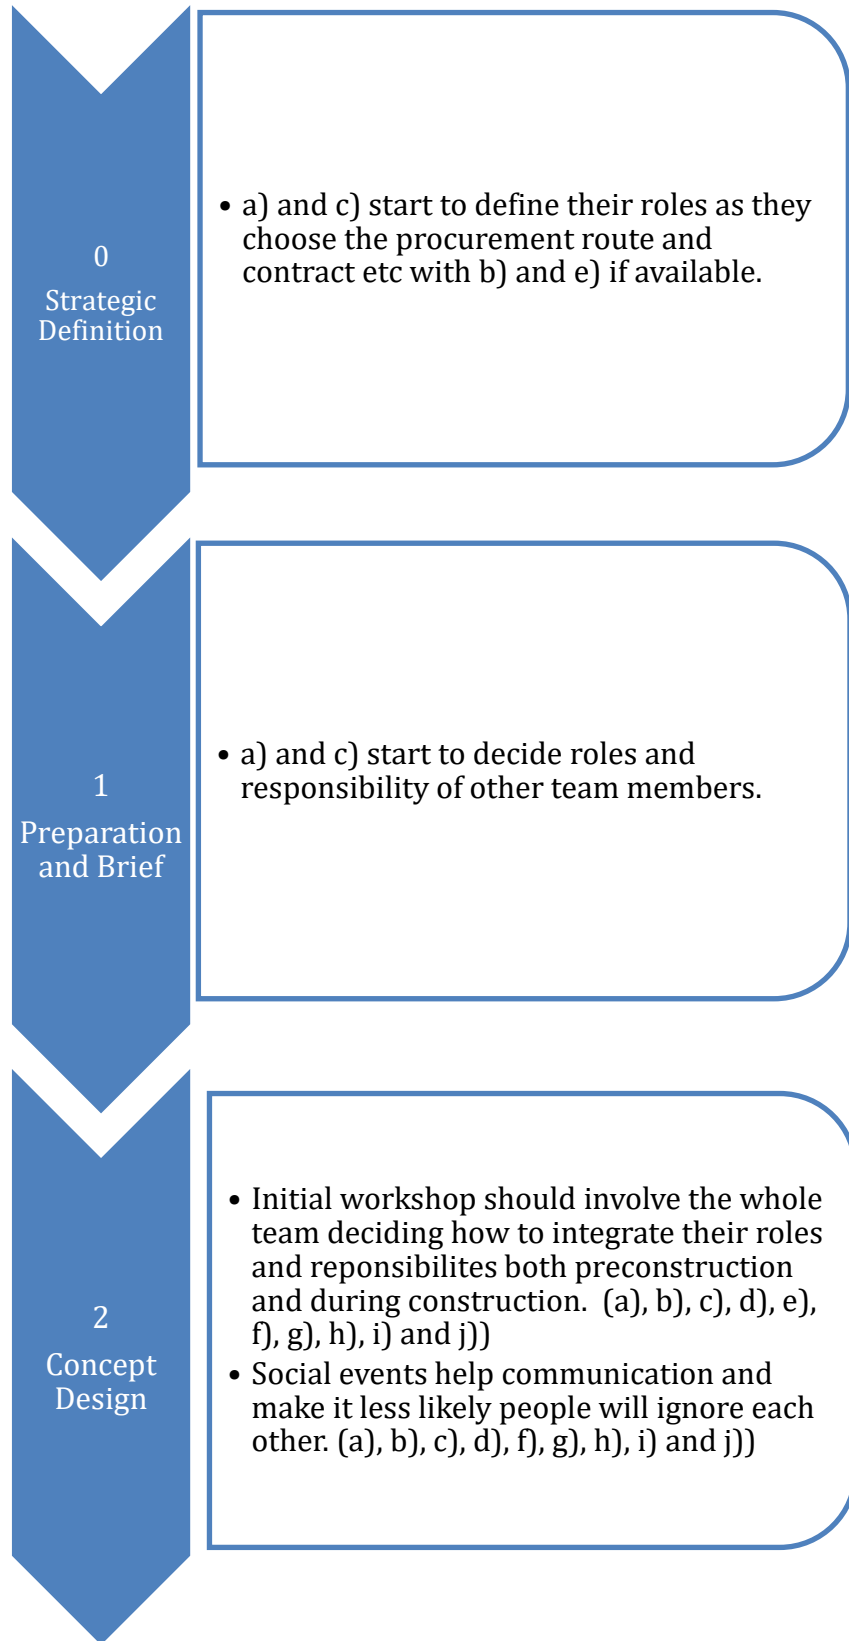 0
Strategic
Definition
• a) and c) start to define their roles as they
choose the procurement route and
contract etc with b) and e) if available.
1
Preparation
and Brief
• a) and c) start to decide roles and
responsibility of other team members.
2
Concept
Design
• Initial workshop should involve the whole
team deciding how to integrate their roles
and reponsibilites both preconstruction
and during construction.  (a), b), c), d), e),
f), g), h), i) and j))
• Social events help communication and
make it less likely people will ignore each
other. (a), b), c), d), f), g), h), i) and j))